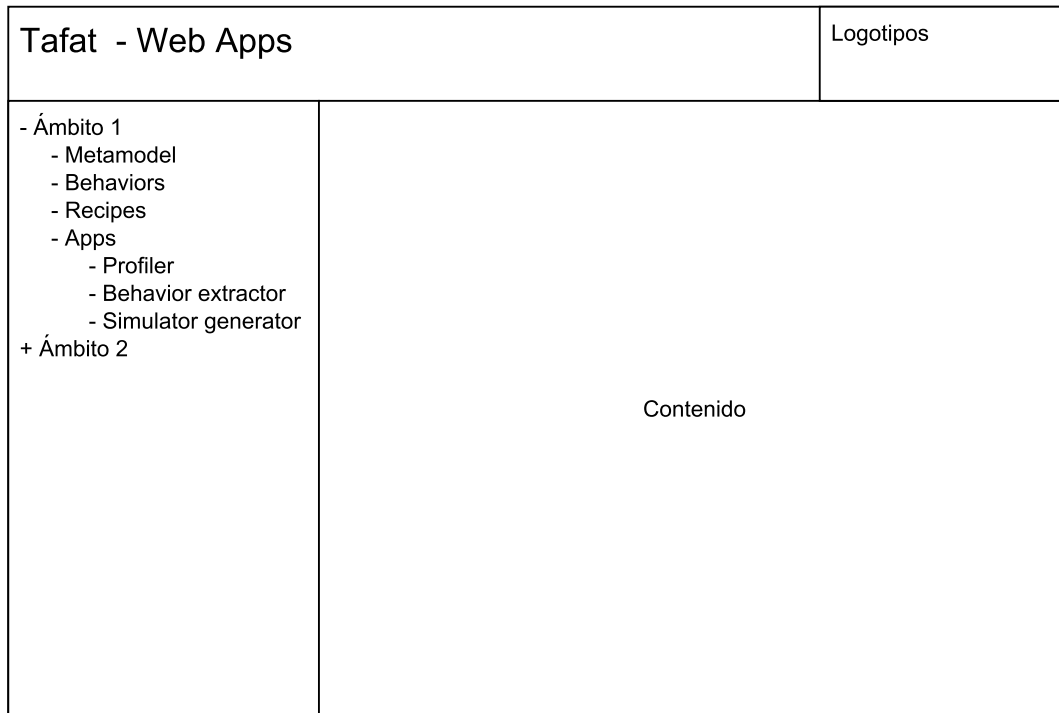 Tafat - Web Apps
Logotipos
- Ámbito 1
- Metamodel
- Behaviors
- Recipes
- Apps
- Profiler
- Behavior extractor
- Simulator generator
+ Ámbito 2
Contenido